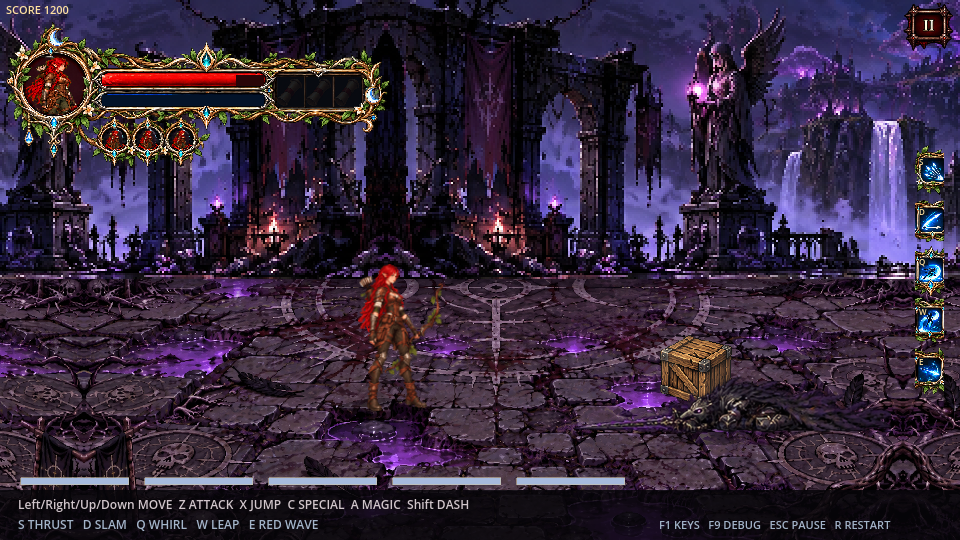 SCORE 1200
II
D
Q
W
E
Left/Right/Up/Down MOVE Z ATTACK X JUMP C SPECIAL A MAGIC Shift DASH
S THRUST D SLAM Q WHIRL W LEAP E RED WAVE
F1 KEYS F9 DEBUG ESC PAUSE R RESTART